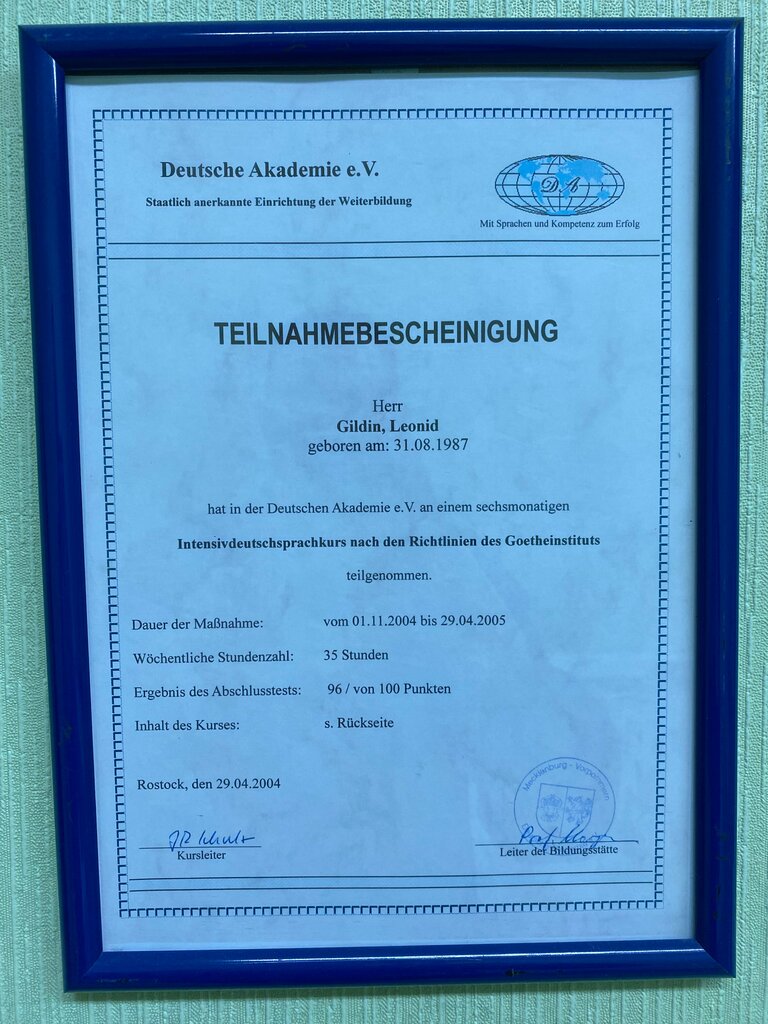 Deutsche Akademie e.V.
Staatlich anerkannte Einrichtung der Weiterbildung
DA
Mit Sprachen und Kompetenz zum Erfolg
TEILNAHMEBESCHEINIGUNG
Herr
Gildin, Leonid
geboren am: 31.08.1987
hat in der Deutschen Akademie e.V. an einem sechsmonatigen
Intensivdeutschsprachkurs nach den Richtlinien des Goetheinstituts
teilgenommen.
Dauer der Maßnahme: vom 01.11.2004 bis 29.04.2005
Wöchentliche Stundenzahl: 35 Stunden
Ergebnis des Abschlusstests: 96 / von 100 Punkten
Inhalt des Kurses: s. Rückseite
Rostock, den 29.04.2004
Mecklenburg - Vorpommern
Prof.
Kursleiter
Leiter der Bildungsstätte